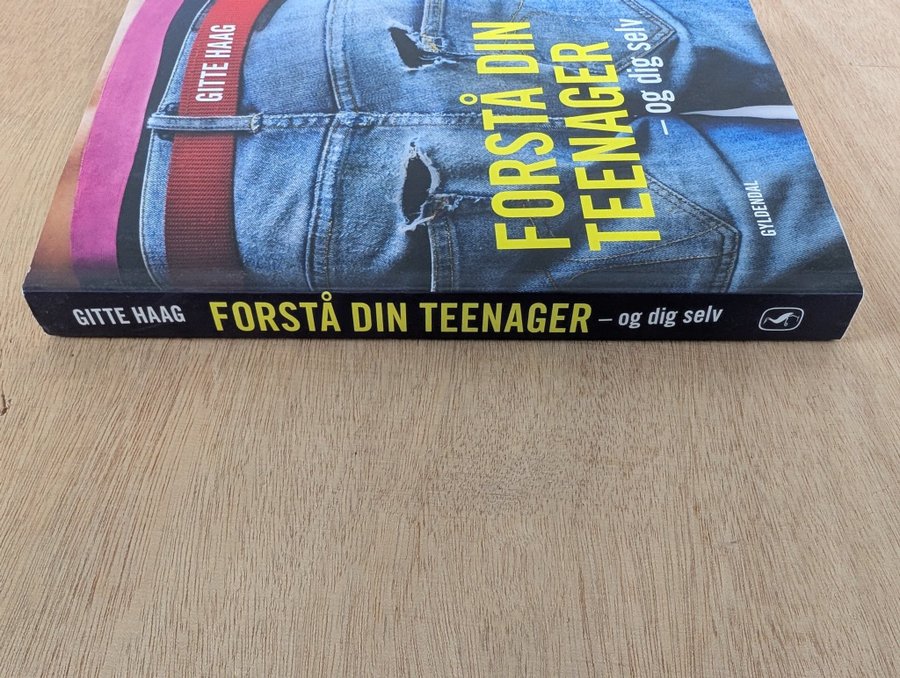 GITTE HAAG
FORSTÅ DIN
TEENAGER
– og dig selv
GYLDENDAL
GITTE HAAG FORSTÅ DIN TEENAGER – og dig selv